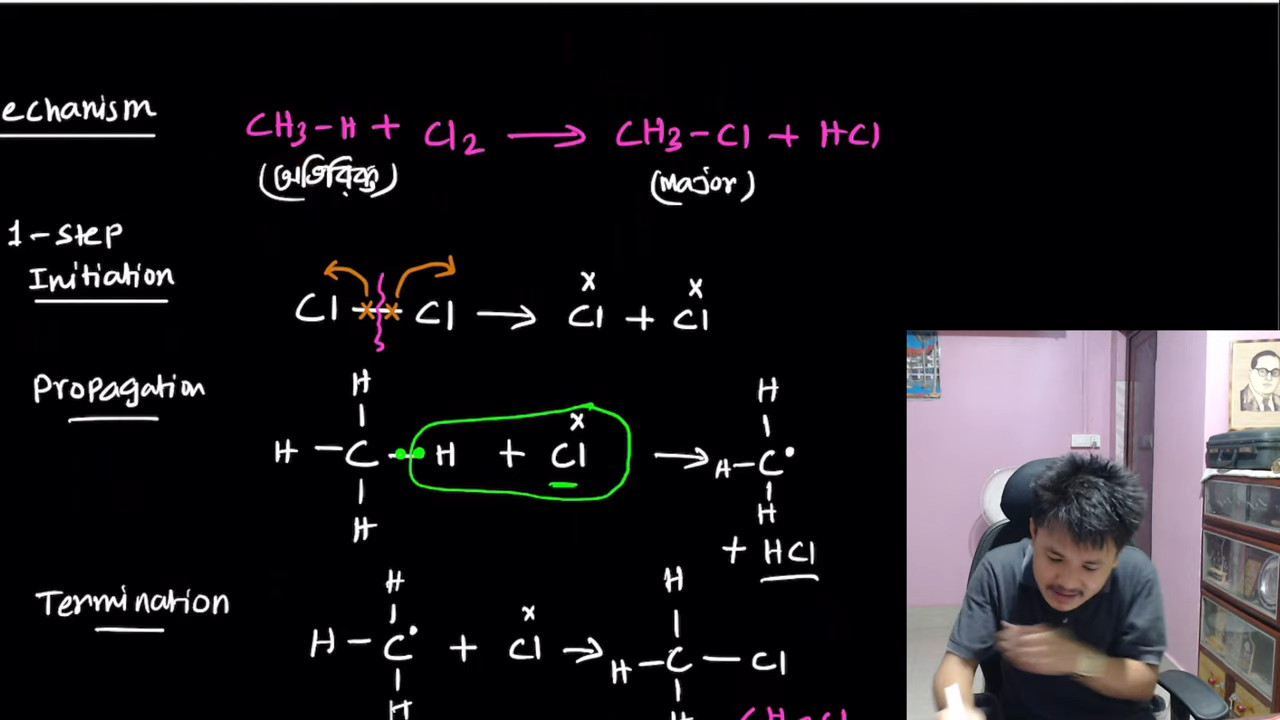 echanism
CH3-H + Cl2 ⟶ CH3-Cl + HCl
(অতিৰিক্ত)
(Major)
1-step
Initiation
Cl × × Cl ⟶ Cl× + Cl×
Propagation
H
H - C - H + Cl× ⟶
H
H
H - C•
H
+ HCl
Termination
H
H - C• + Cl× ⟶
H
H
H - C - Cl
H